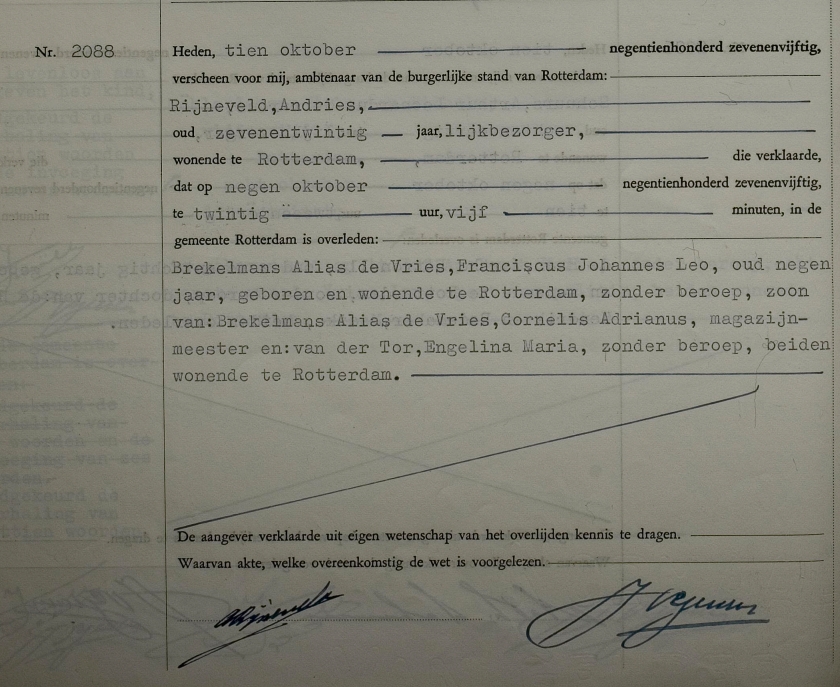 Nr. 2088
Heden, tien oktober negentienhonderd zevenenvijftig,
verscheen voor mij, ambtenaar van de burgerlijke stand van Rotterdam:
Rijneveld,Andries,
oud, zevenentwintig jaar, lijkbezorger,
wonende te Rotterdam, die verklaarde,
dat op negen oktober negentienhonderd zevenenvijftig,
te twintig uur, vijf minuten, in de
gemeente Rotterdam is overleden:
Brekelmans Alias de Vries,Franciscus Johannes Leo, oud negen
jaar, geboren en wonende te Rotterdam, zonder beroep, zoon
van:Brekelmans Alias de Vries,Cornelis Adrianus, magazijn-
meester en:van der Tor,Engelina Maria, zonder beroep, beiden
wonende te Rotterdam.
De aangever verklaarde uit eigen wetenschap van het overlijden kennis te dragen.
Waarvan akte, welke overeenkomstig de wet is voorgelezen.